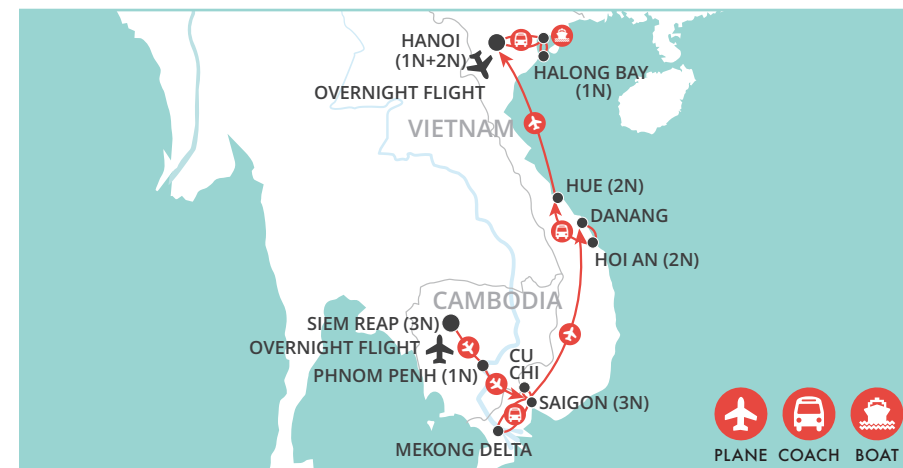 HANOI
(1N+2N)
OVERNIGHT FLIGHT
HALONG BAY
(1N)
VIETNAM
HUE (2N)
DANANG
HOI AN (2N)
CAMBODIA
SIEM REAP (3N)
OVERNIGHT FLIGHT
PHNOM PENH (1N)
CU
CHI
SAIGON (3N)
MEKONG DELTA
PLANE COACH BOAT